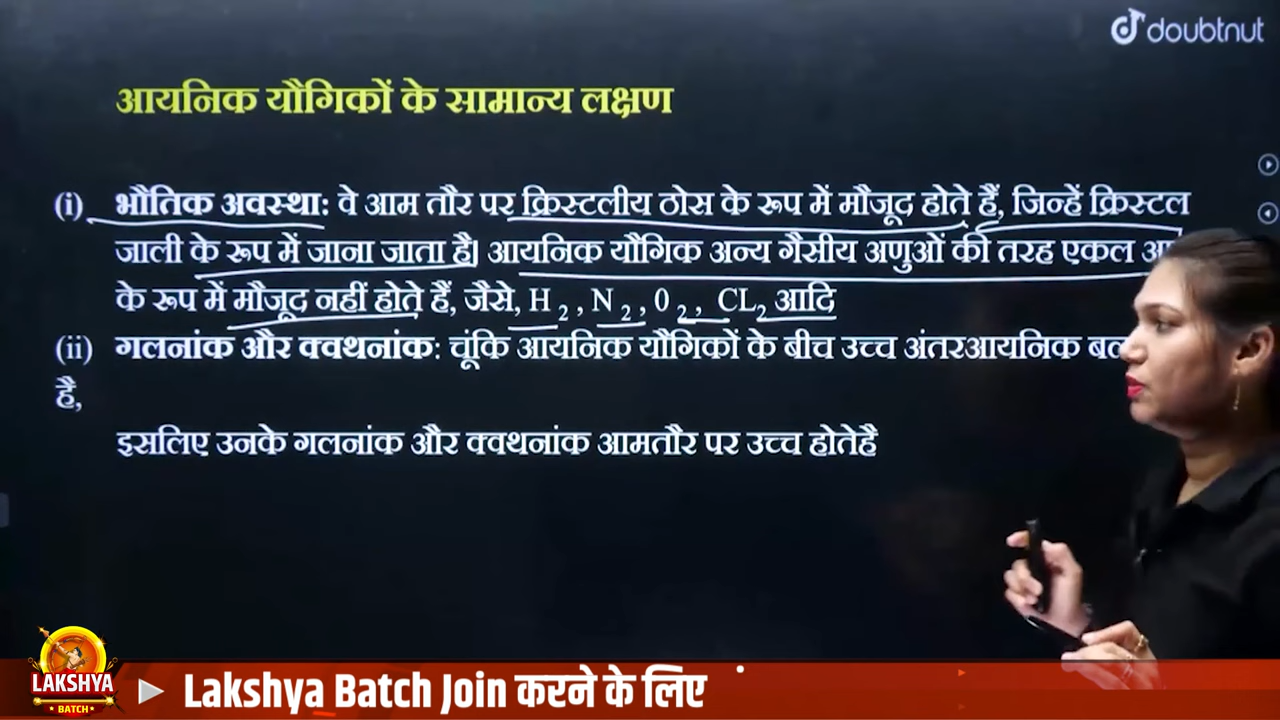 doubtnut
आयनिक यौगिकों के सामान्य लक्षण
(i) भौतिक अवस्था: वे आम तौर पर क्रिस्टलीय ठोस के रूप में मौजूद होते हैं, जिन्हें क्रिस्टल
जाली के रूप में जाना जाता है। आयनिक यौगिक अन्य गैसीय अणुओं की तरह एकल
के रूप में मौजूद नहीं होते हैं, जैसे, H₂, N₂, 0₂, CL₂ आदि
(ii) गलनांक और क्वथनांक: चूंकि आयनिक यौगिकों के बीच उच्च अंतरआयनिक
है,
इसलिए उनके गलनांक और क्वथनांक आमतौर पर उच्च होतेहै
LAKSHYA
BATCH
Lakshya Batch Join करने के लिए